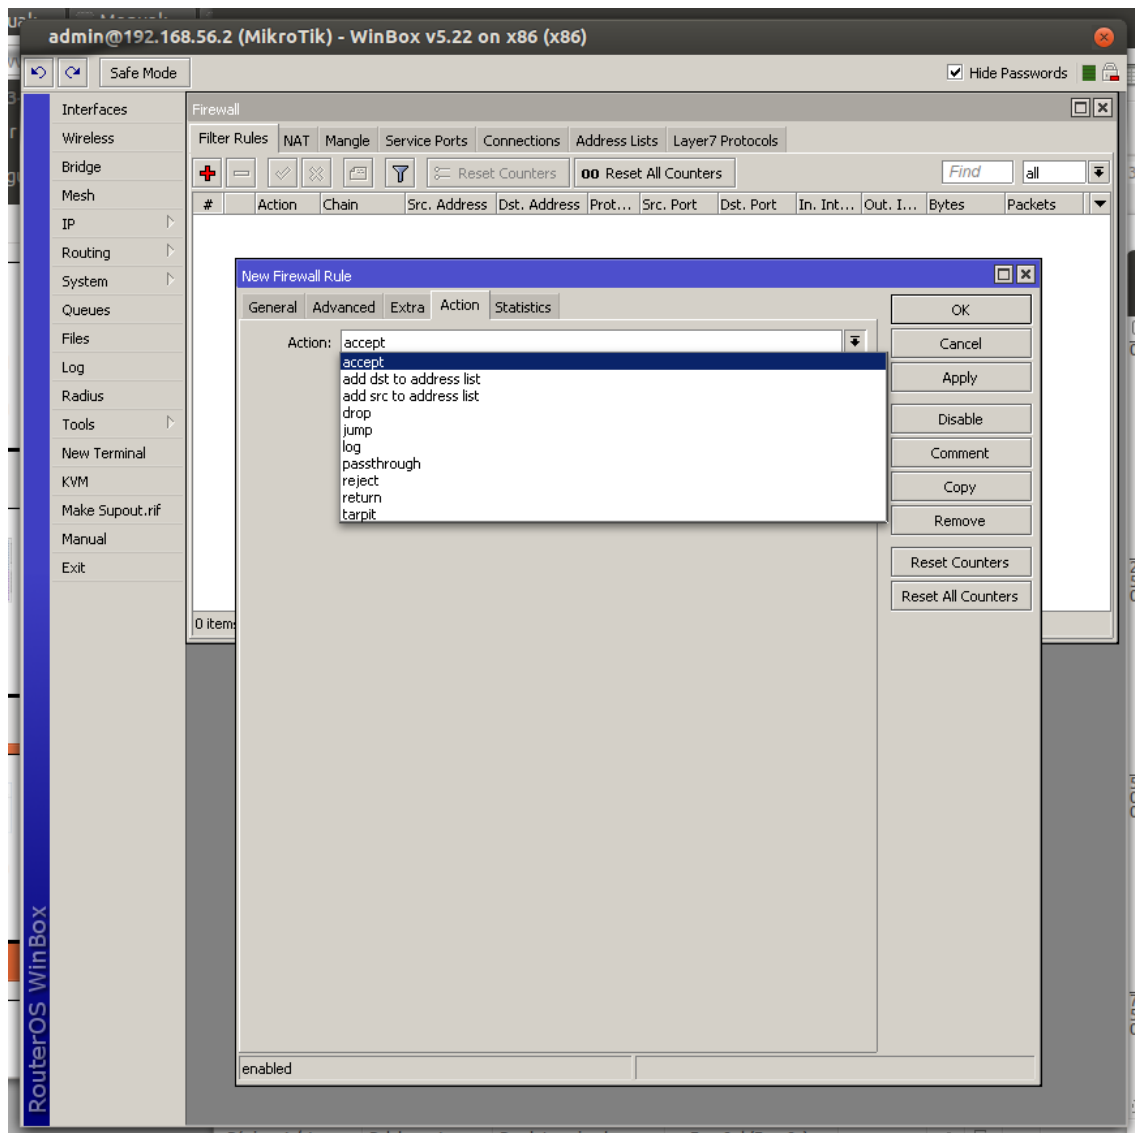 admin@192.168.56.2 (MikroTik) - WinBox v5.22 on x86 (x86)
Safe Mode
Hide Passwords
Interfaces
Wireless
Bridge
Mesh
IP
Routing
System
Queues
Files
Log
Radius
Tools
New Terminal
KVM
Make Supout.rif
Manual
Exit
RouterOS WinBox
Firewall
Filter Rules NAT Mangle Service Ports Connections Address Lists Layer7 Protocols
Reset Counters 00 Reset All Counters Find all
# Action Chain Src. Address Dst. Address Prot... Src. Port Dst. Port In. Int... Out. I... Bytes Packets
0 items
New Firewall Rule
General Advanced Extra Action Statistics
Action: accept
accept
add dst to address list
add src to address list
drop
jump
log
passthrough
reject
return
tarpit
OK
Cancel
Apply
Disable
Comment
Copy
Remove
Reset Counters
Reset All Counters
enabled